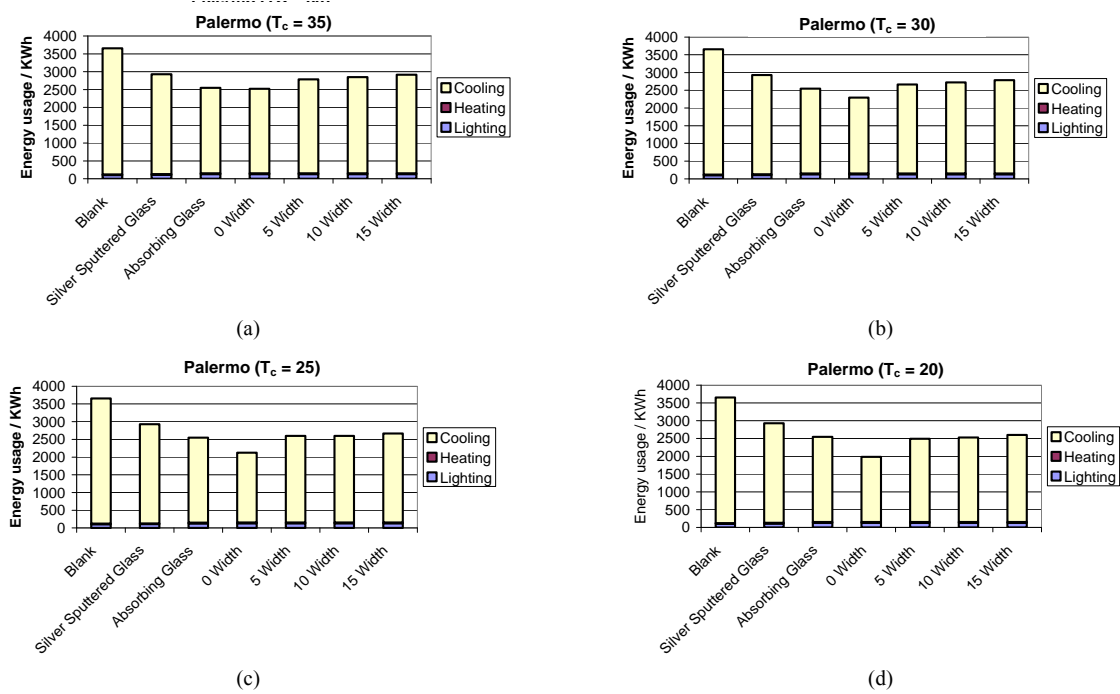 Palermo (Tc = 35)
4000
3500
3000
2500
2000
1500
1000
500
0
Energy usage / KWh
Cooling
Heating
Lighting
Blank
Silver Sputtered Glass
Absorbing Glass
0 Width
5 Width
10 Width
15 Width
(a)
Palermo (Tc = 30)
4000
3500
3000
2500
2000
1500
1000
500
0
Energy usage / KWh
Cooling
Heating
Lighting
Blank
Silver Sputtered Glass
Absorbing Glass
0 Width
5 Width
10 Width
15 Width
(b)
Palermo (Tc = 25)
4000
3500
3000
2500
2000
1500
1000
500
0
Energy usage / KWh
Cooling
Heating
Lighting
Blank
Silver Sputtered Glass
Absorbing Glass
0 Width
5 Width
10 Width
15 Width
(c)
Palermo (Tc = 20)
4000
3500
3000
2500
2000
1500
1000
500
0
Energy usage / KWh
Cooling
Heating
Lighting
Blank
Silver Sputtered Glass
Absorbing Glass
0 Width
5 Width
10 Width
15 Width
(d)